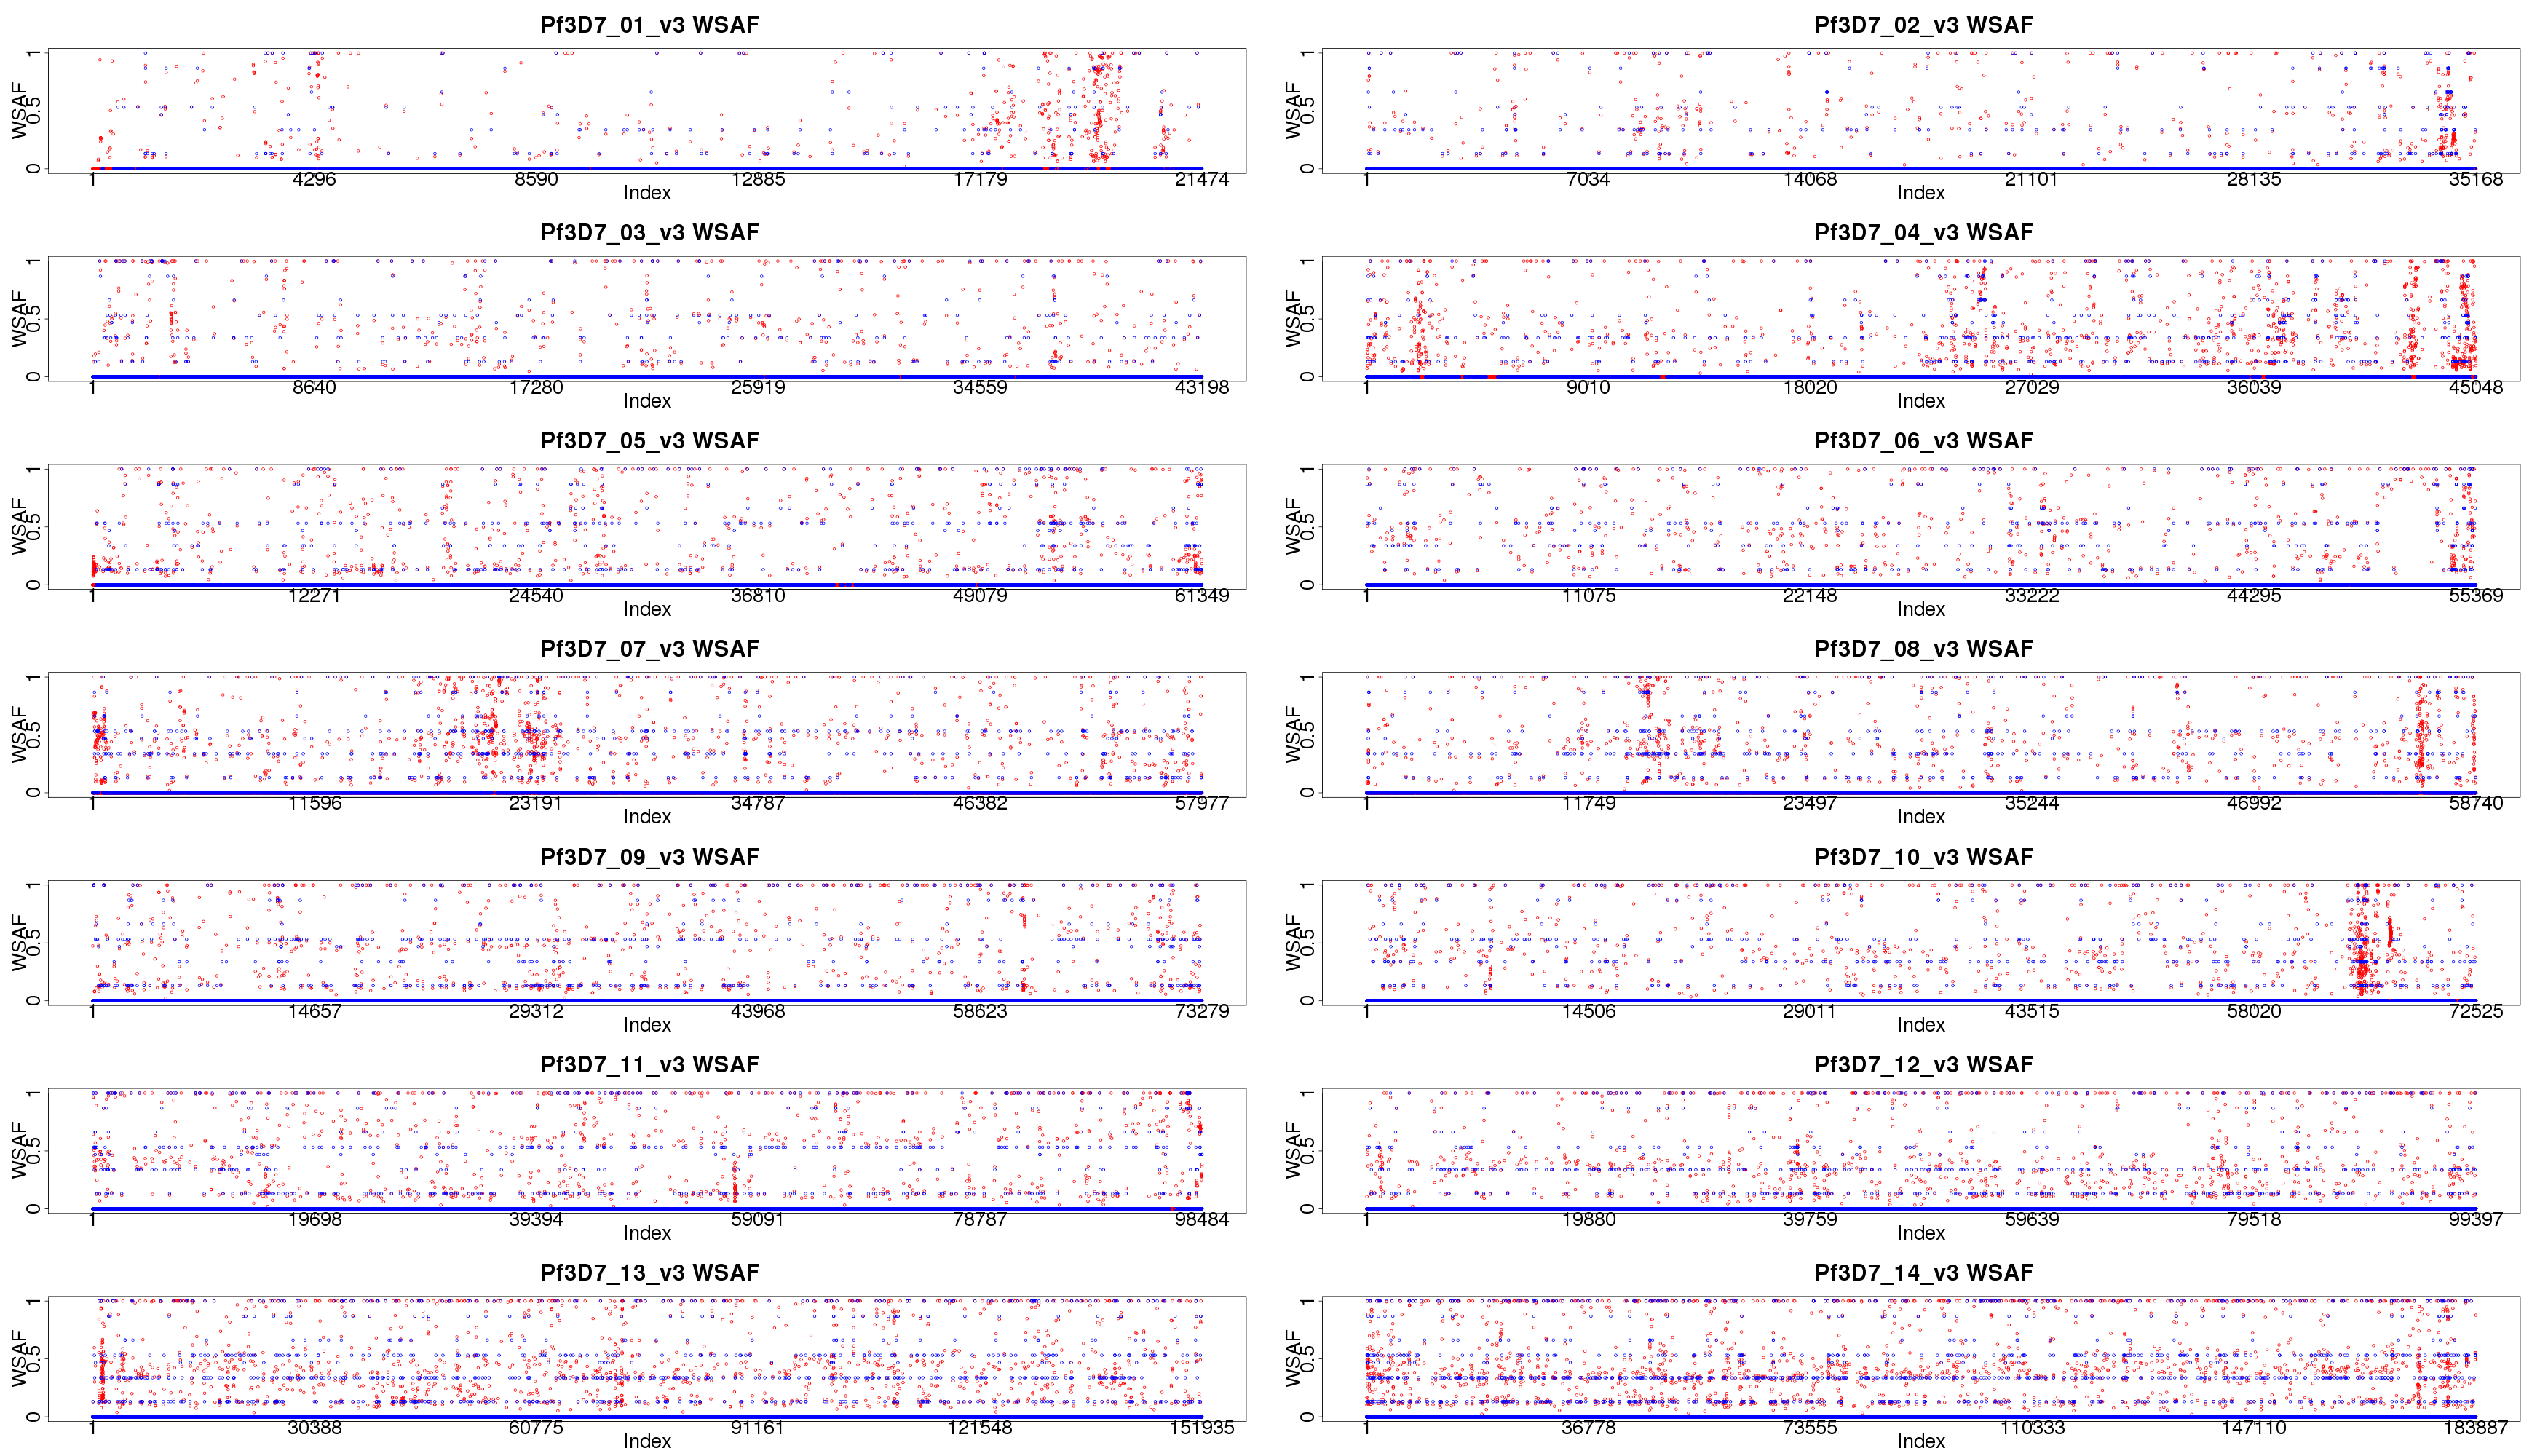 Pf3D7_01_v3 WSAF
WSAF
0 0.5 1
1 4296 8590 12885 17179 21474
Index
Pf3D7_02_v3 WSAF
WSAF
0 0.5 1
1 7034 14068 21101 28135 35168
Index
Pf3D7_03_v3 WSAF
WSAF
0 0.5 1
1 8640 17280 25919 34559 43198
Index
Pf3D7_04_v3 WSAF
WSAF
0 0.5 1
1 9010 18020 27029 36039 45048
Index
Pf3D7_05_v3 WSAF
WSAF
0 0.5 1
1 12271 24540 36810 49079 61349
Index
Pf3D7_06_v3 WSAF
WSAF
0 0.5 1
1 11075 22148 33222 44295 55369
Index
Pf3D7_07_v3 WSAF
WSAF
0 0.5 1
1 11596 23191 34787 46382 57977
Index
Pf3D7_08_v3 WSAF
WSAF
0 0.5 1
1 11749 23497 35244 46992 58740
Index
Pf3D7_09_v3 WSAF
WSAF
0 0.5 1
1 14657 29312 43968 58623 73279
Index
Pf3D7_10_v3 WSAF
WSAF
0 0.5 1
1 14506 29011 43515 58020 72525
Index
Pf3D7_11_v3 WSAF
WSAF
0 0.5 1
1 19698 39394 59091 78787 98484
Index
Pf3D7_12_v3 WSAF
WSAF
0 0.5 1
1 19880 39759 59639 79518 99397
Index
Pf3D7_13_v3 WSAF
WSAF
0 0.5 1
1 30388 60775 91161 121548 151935
Index
Pf3D7_14_v3 WSAF
WSAF
0 0.5 1
1 36778 73555 110333 147110 183887
Index